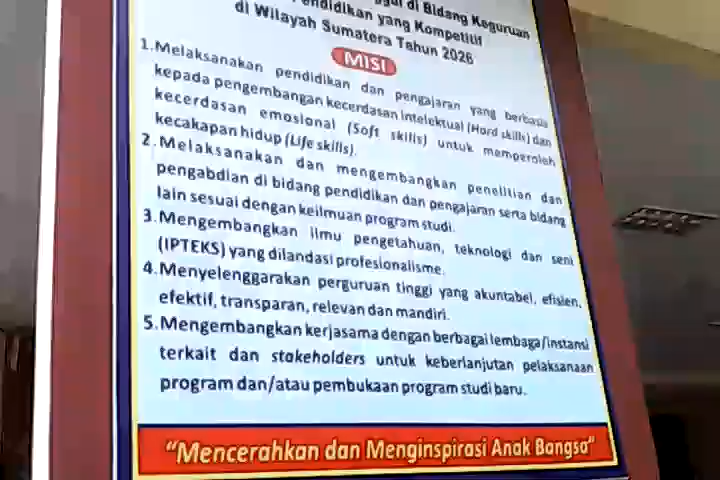 di Bidang Keguruan
Pendidikan yang Kompetitif
di Wilayah Sumatera Tahun 2026
MISI
1.Melaksanakan pendidikan dan pengajaran yang berbasis
kepada pengembangan kecerdasan intelektual (Hard skills) dan
kecerdasan emosional (Soft skills) untuk memperoleh
kecakapan hidup (Life skills).
2.Melaksanakan dan mengembangkan penelitian dan
pengabdian di bidang pendidikan dan pengajaran serta bidang
lain sesuai dengan keilmuan program studi.
3.Mengembangkan ilmu pengetahuan, teknologi dan seni
(IPTEKS) yang dilandasi profesionalisme.
4.Menyelenggarakan perguruan tinggi yang akuntabel, efisien,
efektif, transparan, relevan dan mandiri.
5.Mengembangkan kerjasama dengan berbagai lembaga/instansi
terkait dan stakeholders untuk keberlanjutan pelaksanaan
program dan/atau pembukaan program studi baru.
"Mencerahkan dan Menginspirasi Anak Bangsa"